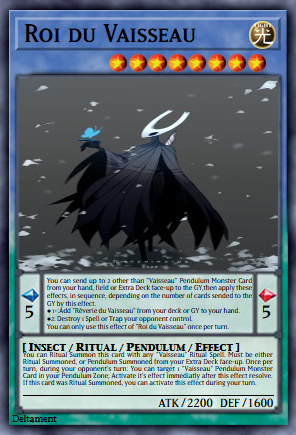 ROI DU VAISSEAU
LIGHT
光
You can send up to 2 other than "Vaisseau" Pendulum Monster Card
from your hand, field or Extra Deck face-up to the GY; then apply these
effects, in sequence, depending on the number of cards sended to the
GY by this effect.
●1+: Add "Rêverie du Vaisseau" from your deck or GY to your hand.
●2: Destroy 1 Spell or Trap your opponent control.
You can only use this effect of "Roi du Vaisseau" once per turn.
5
5
[ INSECT / RITUAL / PENDULUM / EFFECT ]
You can Ritual Summon this card with any "Vaisseau" Ritual Spell. Must be either
Ritual Summoned, or Pendulum Summoned from your Extra Deck face-up. Once per
turn, during your opponent's turn: You can target 1 "Vaisseau" Pendulum Monster
Card in your Pendulum Zone; Activate it's effect immediately after this effect resolve.
If this card was Ritual Summoned, you can activate this effect during your turn.
ATK / 2200 DEF / 1600
Deltament